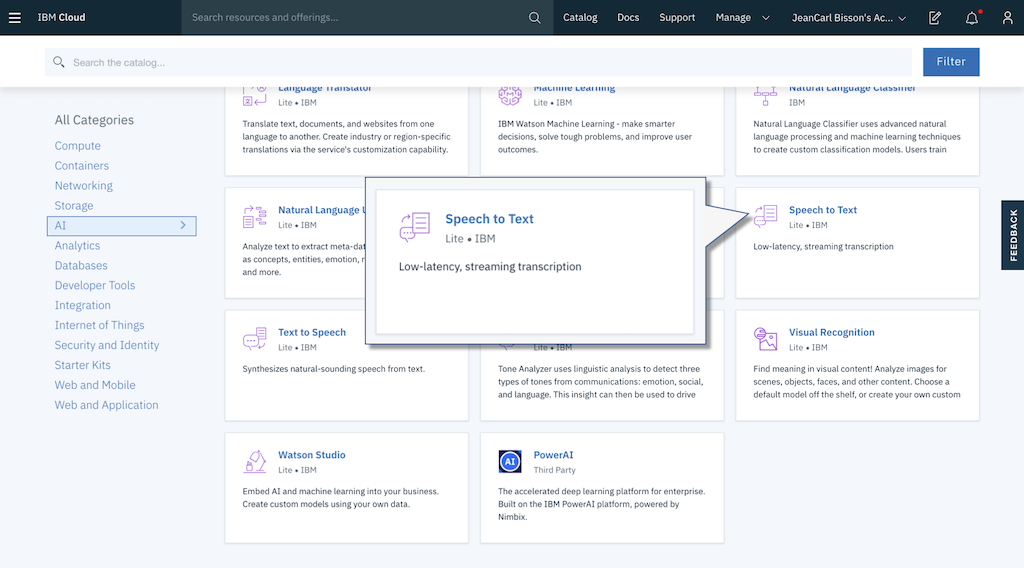 IBM Cloud
Search resources and offerings...
Catalog
Docs
Support
Manage
JeanCarl Bisson's Ac...
Search the catalog...
Filter
All Categories
Compute
Containers
Networking
Storage
AI
Analytics
Databases
Developer Tools
Integration
Internet of Things
Security and Identity
Starter Kits
Web and Mobile
Web and Application
Language Translator
Lite • IBM
Translate text, documents, and websites from one
language to another. Create industry or region-specific
translations via the service's customization capability.
Machine Learning
Lite • IBM
IBM Watson Machine Learning - make smarter
decisions, solve tough problems, and improve user
outcomes.
Natural Language Classifier
IBM
Natural Language Classifier uses advanced natural
language processing and machine learning techniques
to create custom classification models. Users train
Natural Language
Lite • IBM
Analyze text to extract meta-dat
as concepts, entities, emotion, r
and more.
Speech to Text
Lite • IBM
Low-latency, streaming transcription
Speech to Text
Lite • IBM
Low-latency, streaming transcription
Text to Speech
Lite • IBM
Synthesizes natural-sounding speech from text.
Lite • IBM
Tone Analyzer uses linguistic analysis to detect three
types of tones from communications: emotion, social,
and language. This insight can then be used to drive
Visual Recognition
Lite • IBM
Find meaning in visual content! Analyze images for
scenes, objects, faces, and other content. Choose a
default model off the shelf, or create your own custom
Watson Studio
Lite • IBM
Embed AI and machine learning into your business.
Create custom models using your own data.
AI
PowerAI
Third Party
The accelerated deep learning platform for enterprise.
Built on the IBM PowerAI platform, powered by
Nimbix.
FEEDBACK